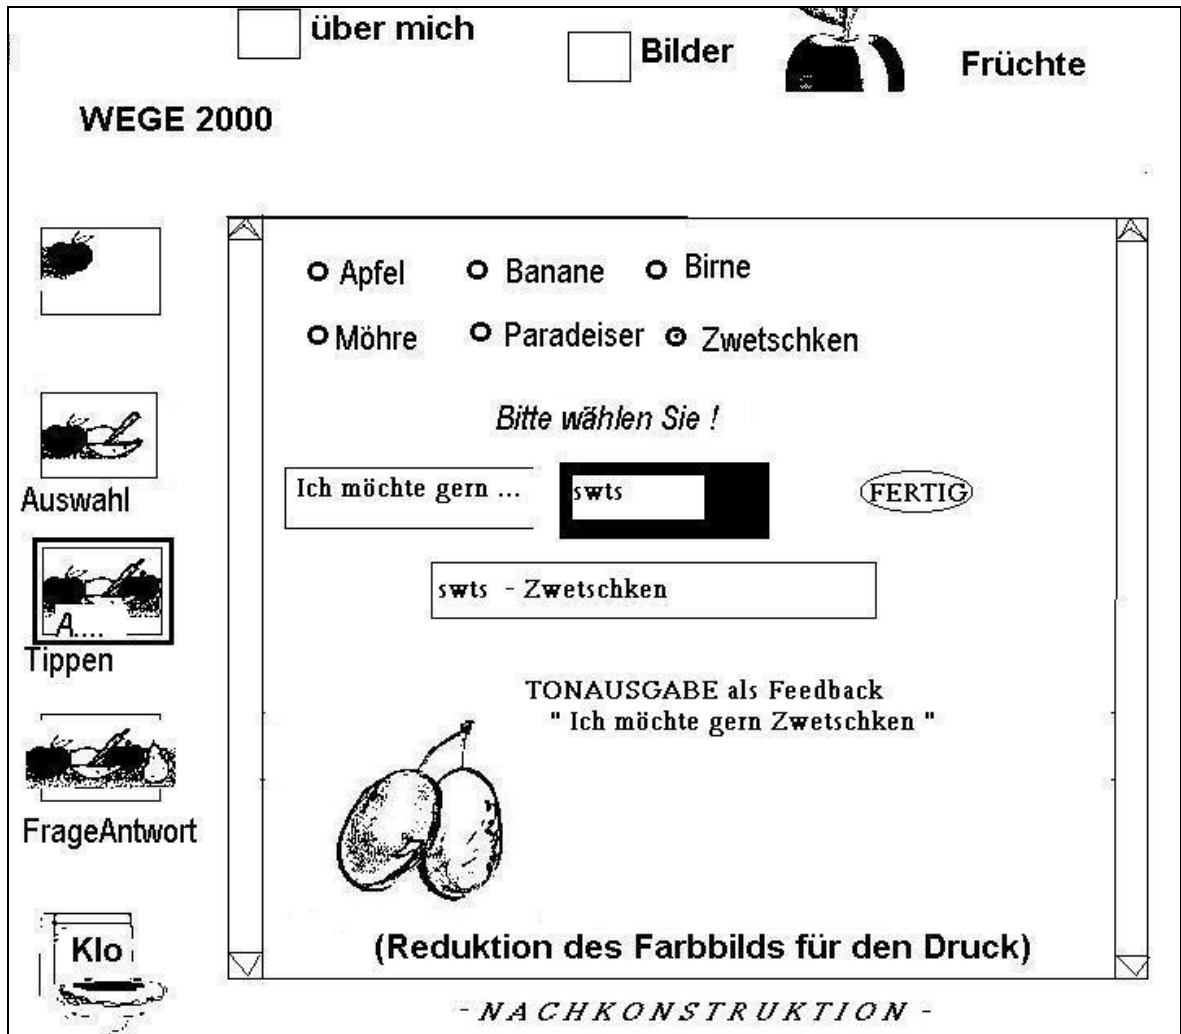 über mich
Bilder
Früchte
WEGE 2000
Apfel Banane Birne
Möhre Paradeiser Zwetschken
Bitte wählen Sie !
Auswahl
Ich möchte gern ... swts FERTIG
swts - Zwetschken
A....
Tippen
TONAUSGABE als Feedback
" Ich möchte gern Zwetschken "
FrageAntwort
Klo
(Reduktion des Farbbilds für den Druck)
- NACHKONSTRUKTION -